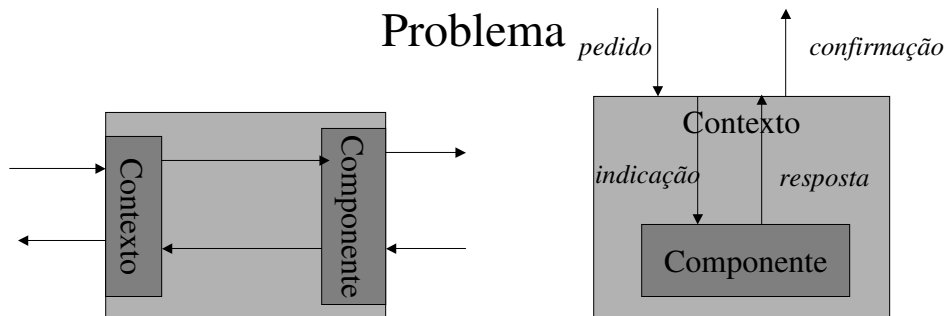 Problema
pedido
confirmação
Contexto
Componente
Contexto
indicação
resposta
Componente